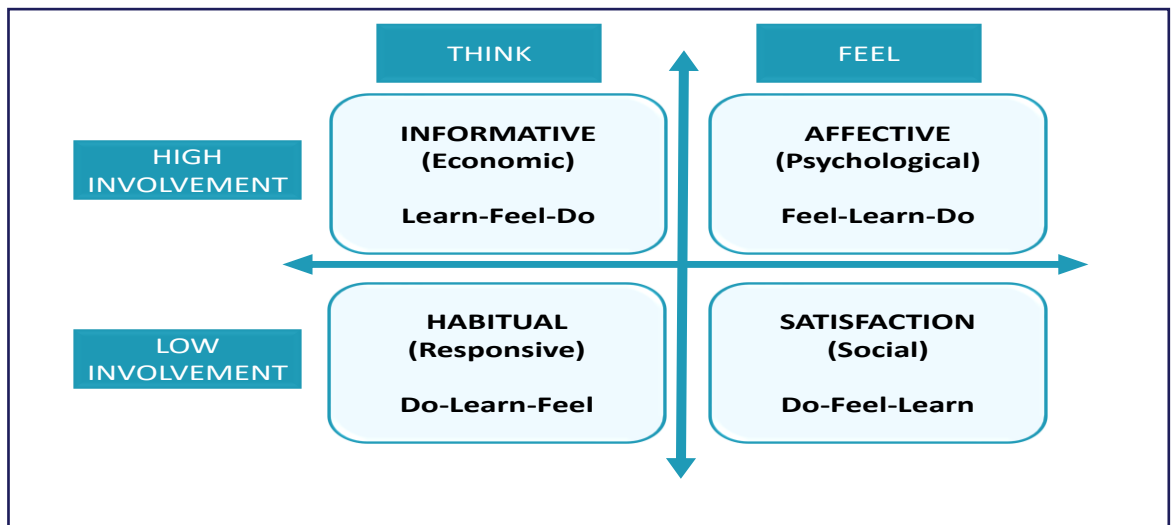 THINK
FEEL
HIGH
INVOLVEMENT
INFORMATIVE
(Economic)
Learn-Feel-Do
AFFECTIVE
(Psychological)
Feel-Learn-Do
LOW
INVOLVEMENT
HABITUAL
(Responsive)
Do-Learn-Feel
SATISFACTION
(Social)
Do-Feel-Learn